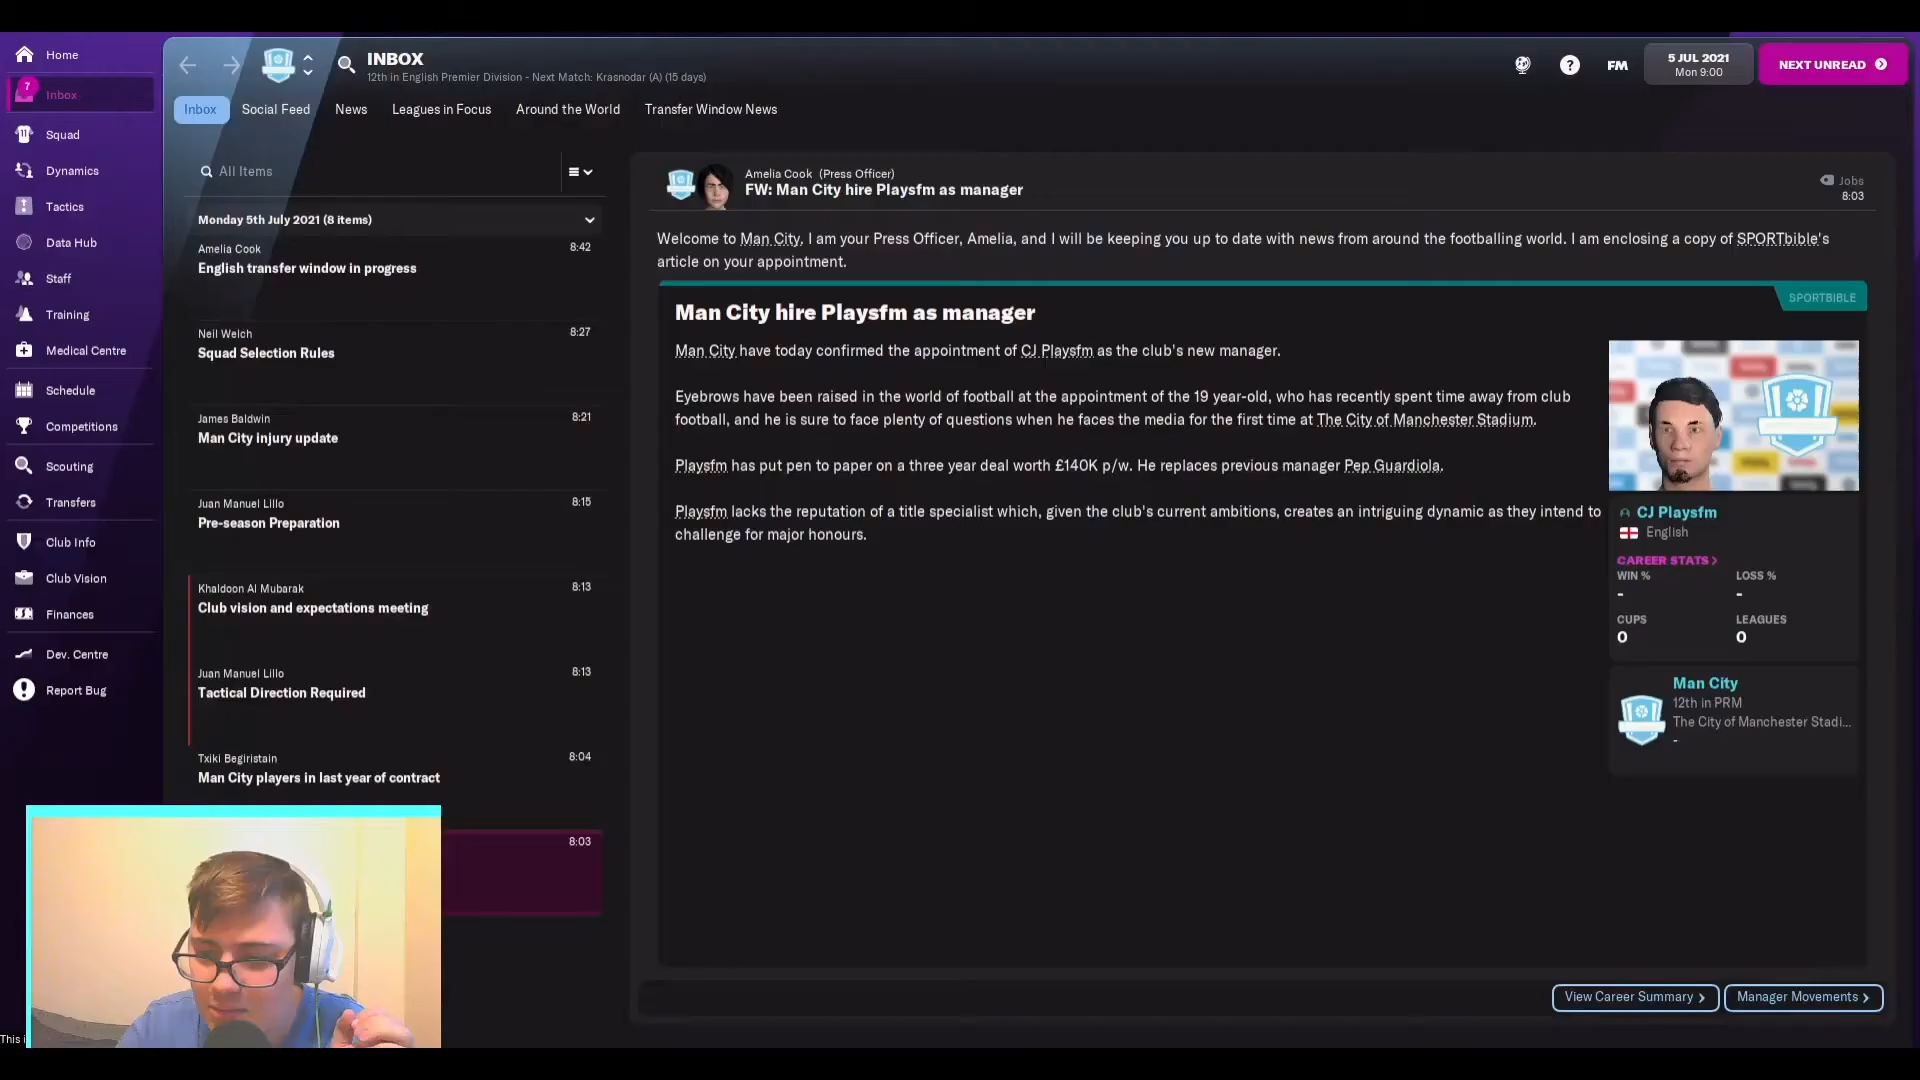 Home
Inbox
7
Squad
Dynamics
Tactics
Data Hub
Staff
Training
Medical Centre
Schedule
Competitions
Scouting
Transfers
Club Info
Club Vision
Finances
Dev. Centre
Report Bug
INBOX
12th in English Premier Division - Next Match: Krasnodar (A) (15 days)
FM
5 JUL 2021
Mon 9:00
NEXT UNREAD
Inbox Social Feed News Leagues in Focus Around the World Transfer Window News
All Items
Monday 5th July 2021 (8 items)
Amelia Cook 8:42
English transfer window in progress
Neil Welch 8:27
Squad Selection Rules
James Baldwin 8:21
Man City injury update
Juan Manuel Lillo 8:15
Pre-season Preparation
Khaldoon Al Mubarak 8:13
Club vision and expectations meeting
Juan Manuel Lillo 8:13
Tactical Direction Required
Txiki Begiristain 8:04
Man City players in last year of contract
8:03
Amelia Cook (Press Officer)
FW: Man City hire Playsfm as manager
Jobs
8:03
Welcome to Man City, I am your Press Officer, Amelia, and I will be keeping you up to date with news from around the footballing world. I am enclosing a copy of SPORTbible's
article on your appointment.
SPORTBIBLE
Man City hire Playsfm as manager
Man City have today confirmed the appointment of CJ Playsfm as the club's new manager.
Eyebrows have been raised in the world of football at the appointment of the 19 year-old, who has recently spent time away from club
football, and he is sure to face plenty of questions when he faces the media for the first time at The City of Manchester Stadium.
Playsfm has put pen to paper on a three year deal worth £140K p/w. He replaces previous manager Pep Guardiola.
Playsfm lacks the reputation of a title specialist which, given the club's current ambitions, creates an intriguing dynamic as they intend to
challenge for major honours.
CJ Playsfm
English
CAREER STATS >
WIN % LOSS %
- -
CUPS LEAGUES
0 0
Man City
12th in PRM
The City of Manchester Stadi...
-
View Career Summary >
Manager Movements >
This i